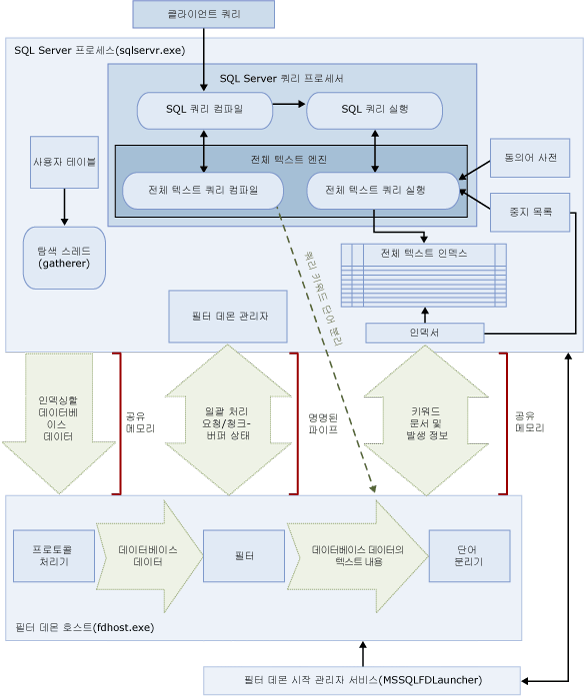 클라이언트 쿼리
SQL Server 프로세스(sqlservr.exe)
SQL Server 쿼리 프로세서
SQL 쿼리 컴파일
SQL 쿼리 실행
전체 텍스트 엔진
사용자 테이블
동의어 사전
전체 텍스트 쿼리 컴파일
전체 텍스트 쿼리 실행
중지 목록
탐색 스레드
(gatherer)
전체 텍스트 인덱스
쿼리 키워드 단어 분리
필터 데몬 관리자
인덱서
인덱싱할
데이터베
이스
데이터
공유
메모리
일괄 처리
요청/청크-
버퍼 상태
명명된
파이프
키워드
문서 및
발생 정보
공유
메모리
프로토콜
처리기
데이터베이스
데이터
필터
데이터베이스 데이터의
텍스트 내용
단어
분리기
필터 데몬 호스트(fdhost.exe)
필터 데몬 시작 관리자 서비스(MSSQLFDLauncher)